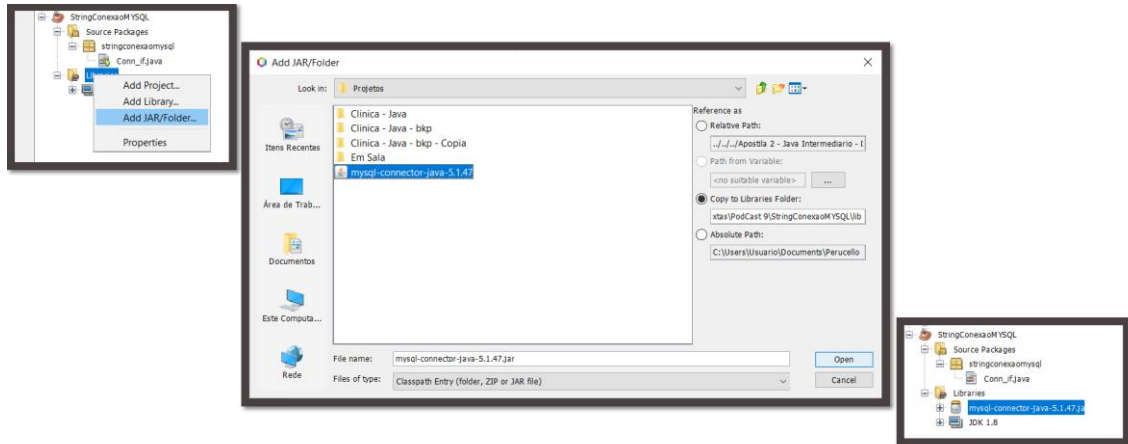 StringConexaoMYSQL
Source Packages
stringconexaomysql
Conn_if.java
Add Project...
Add Library...
Add JAR/Folder...
Properties
Add JAR/Folder
Look in:
Projetos
Itens Recentes
Área de Trab...
Documentos
Este Computa...
Rede
Clinica - Java
Clinica - Java - bkp
Clinica - Java - bkp - Copia
Em Sala
mysql-connector-java-5.1.47
Reference as
Relative Path:
../../../Apostila 2 - Java Intermediario - [
Path from Variable:
<no suitable variable>
...
Copy to Libraries Folder:
xtas\PodCast 9\StringConexaoMYSQL\lib
Absolute Path:
C:\Users\Usuario\Documents\Perucello
File name:
mysql-connector-java-5.1.47.jar
Open
Files of type:
Classpath Entry (folder, ZIP or JAR file)
Cancel
StringConexaoMYSQL
Source Packages
stringconexaomysql
Conn_if.java
Libraries
mysql-connector-java-5.1.47.ja
JDK 1.8